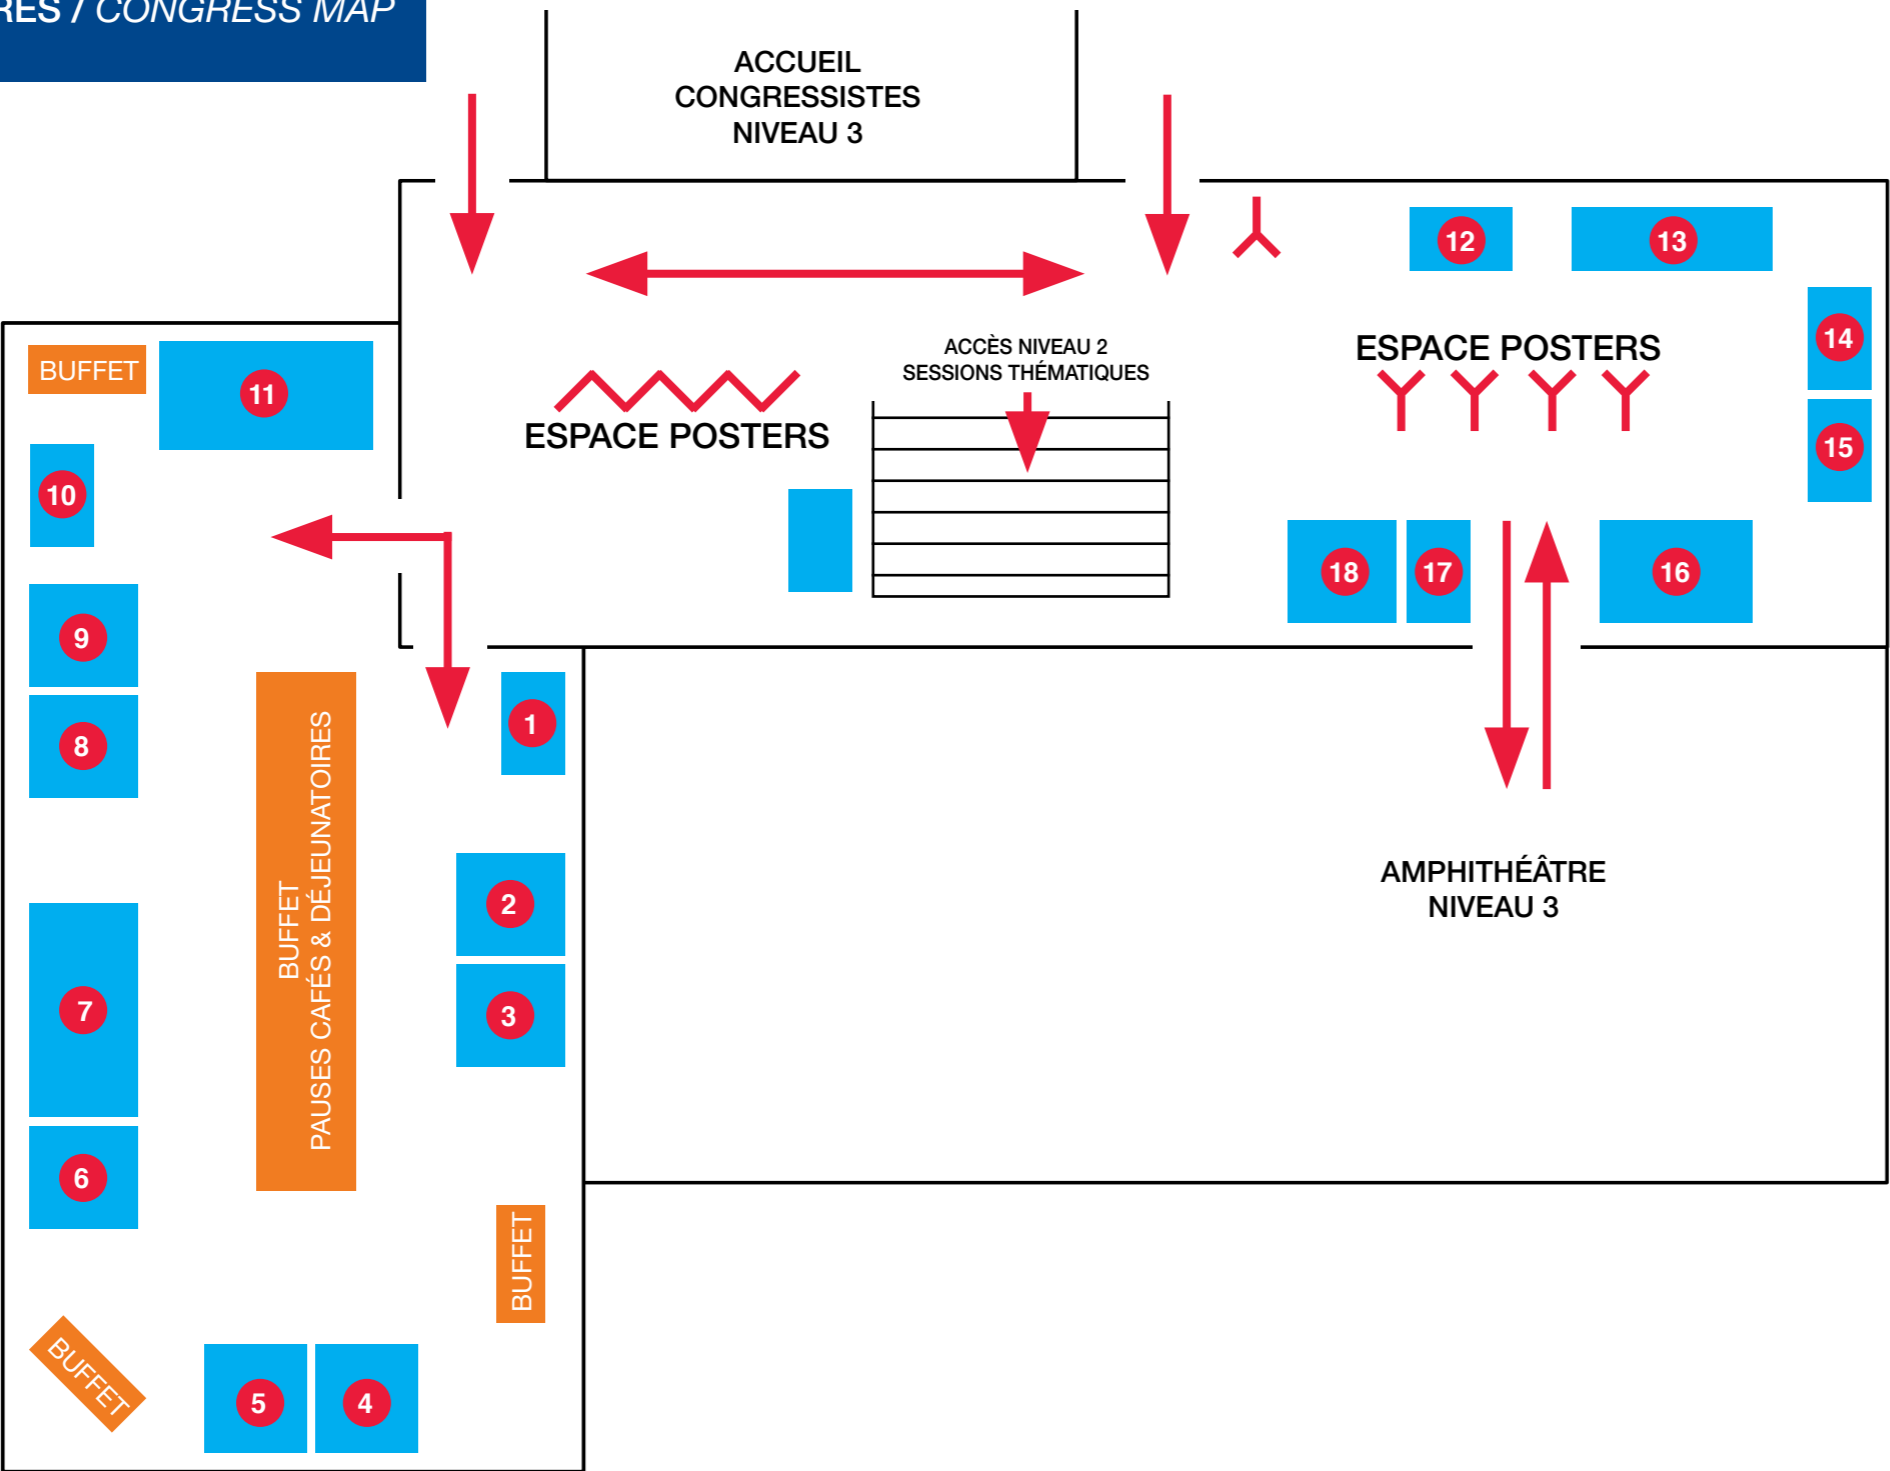 / CONGRESS MAP
ACCUEIL
CONGRESSISTES
NIVEAU 3
12
13
14
15
ACCÈS NIVEAU 2
SESSIONS THÉMATIQUES
ESPACE POSTERS
ESPACE POSTERS
BUFFET
11
10
18
17
16
9
8
1
2
3
BUFFET
PAUSES CAFÉS & DÉJEUNATOIRES
7
6
AMPHITHÉÂTRE
NIVEAU 3
BUFFET
BUFFET
5
4